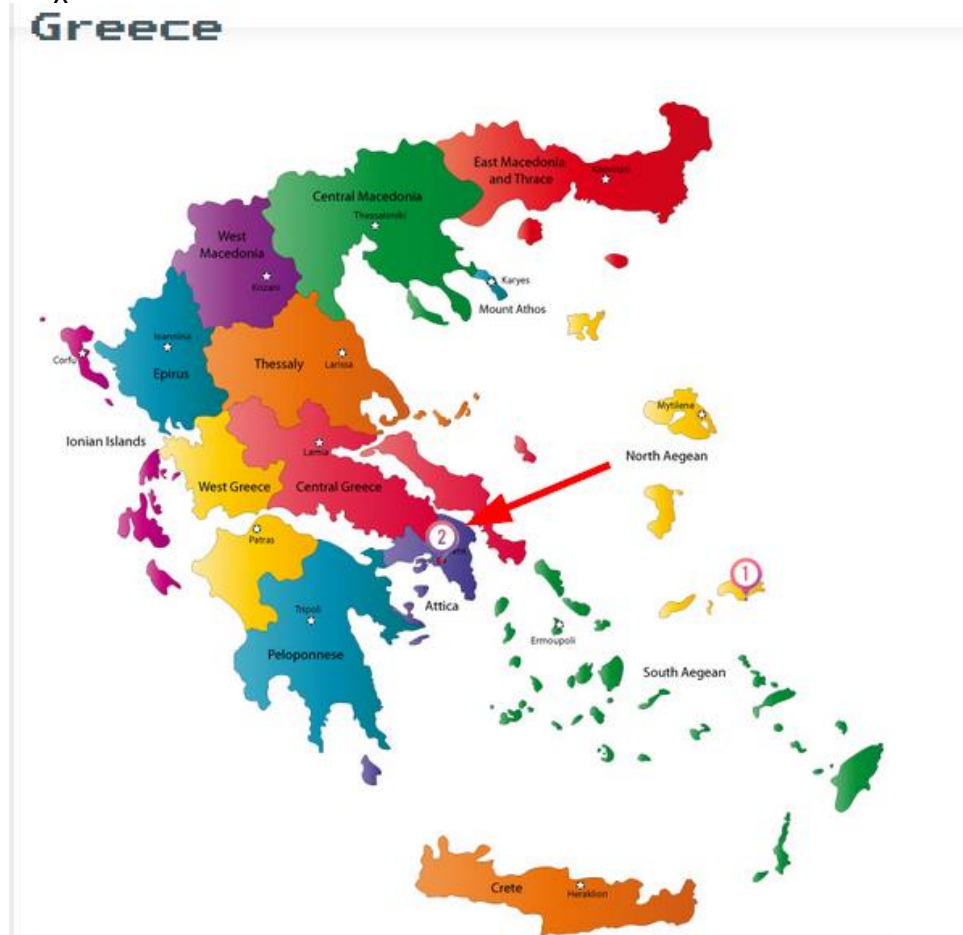 Greece
East Macedonia
and Thrace
Komotini
Central Macedonia
Thessaloniki
West
Macedonia
Kozani
Karyes
Mount Athos
Ioannina
Epirus
Corfu
Thessaly
Larissa
Mytilene
Ionian Islands
Lamia
North Aegean
West Greece
Central Greece
Patras
2
1
Attica
Tripoli
Ermoupoli
Peloponnese
South Aegean
Crete
Heraklion